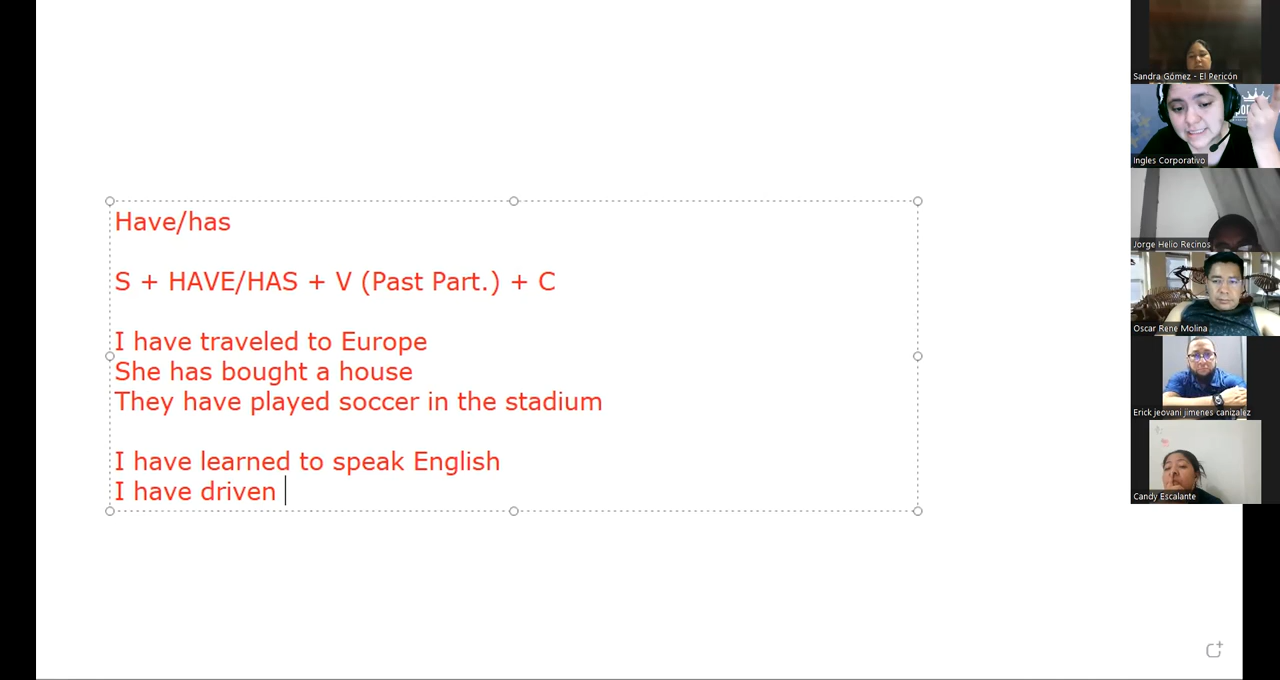 Have/has
S + HAVE/HAS + V (Past Part.) + C
I have traveled to Europe
She has bought a house
They have played soccer in the stadium
I have learned to speak English
I have driven
Sandra Gómez - El Pericón
Ingles Corporativo
Jorge Helio Recinos
Oscar Rene Molina
Erick jeovani jimenes canizalez
Candy Escalante